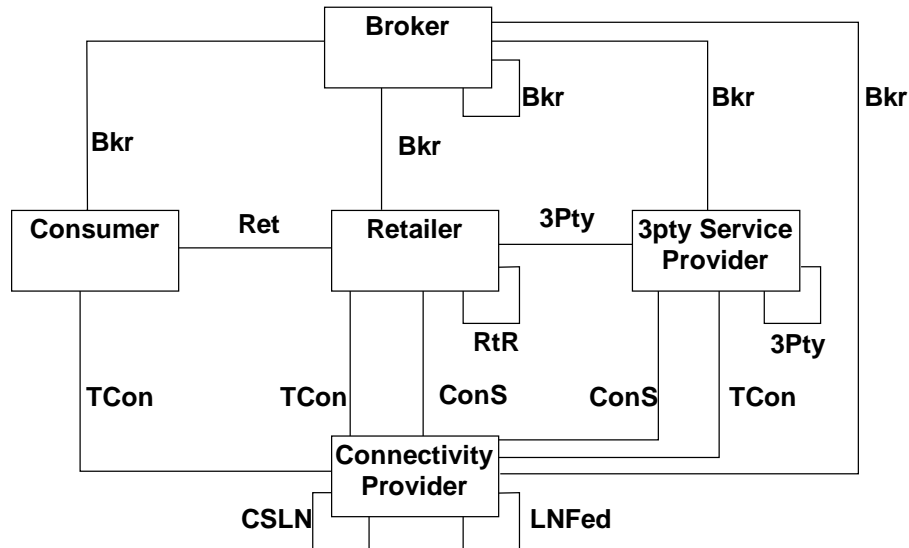 Broker
Bkr
Bkr
Bkr
Bkr
Bkr
Consumer
Ret
Retailer
3Pty
3pty Service
Provider
RtR
3Pty
TCon
TCon
ConS
ConS
TCon
Connectivity
Provider
CSLN
LNFed